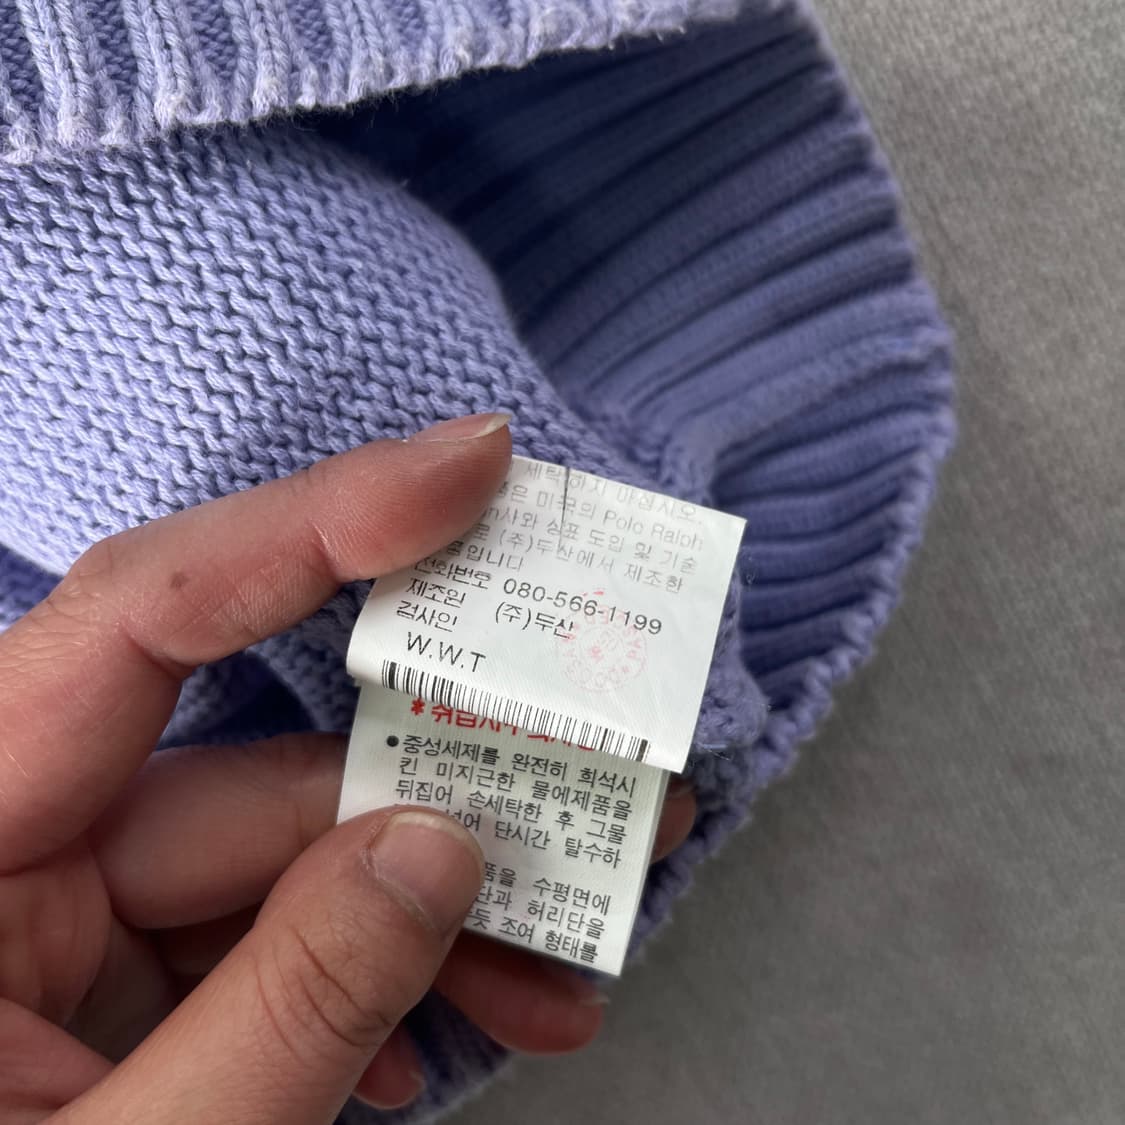 세탁하지 마십시오.
은 미국의 Polo Ralph
n사와 상표 도입 및 기술
로 (주)두산에서 제조한
입니다
전화번호 080-566-1199
제조원 (주)두산
검사인
W.W.T
*
●중성세제를 완전히 희석시
킨 미지근한 물에제품을
뒤집어 손세탁한 후 그물
넣어 단시간 탈수하
품을 수평면에
단과 허리단을
듯 조여 형태를